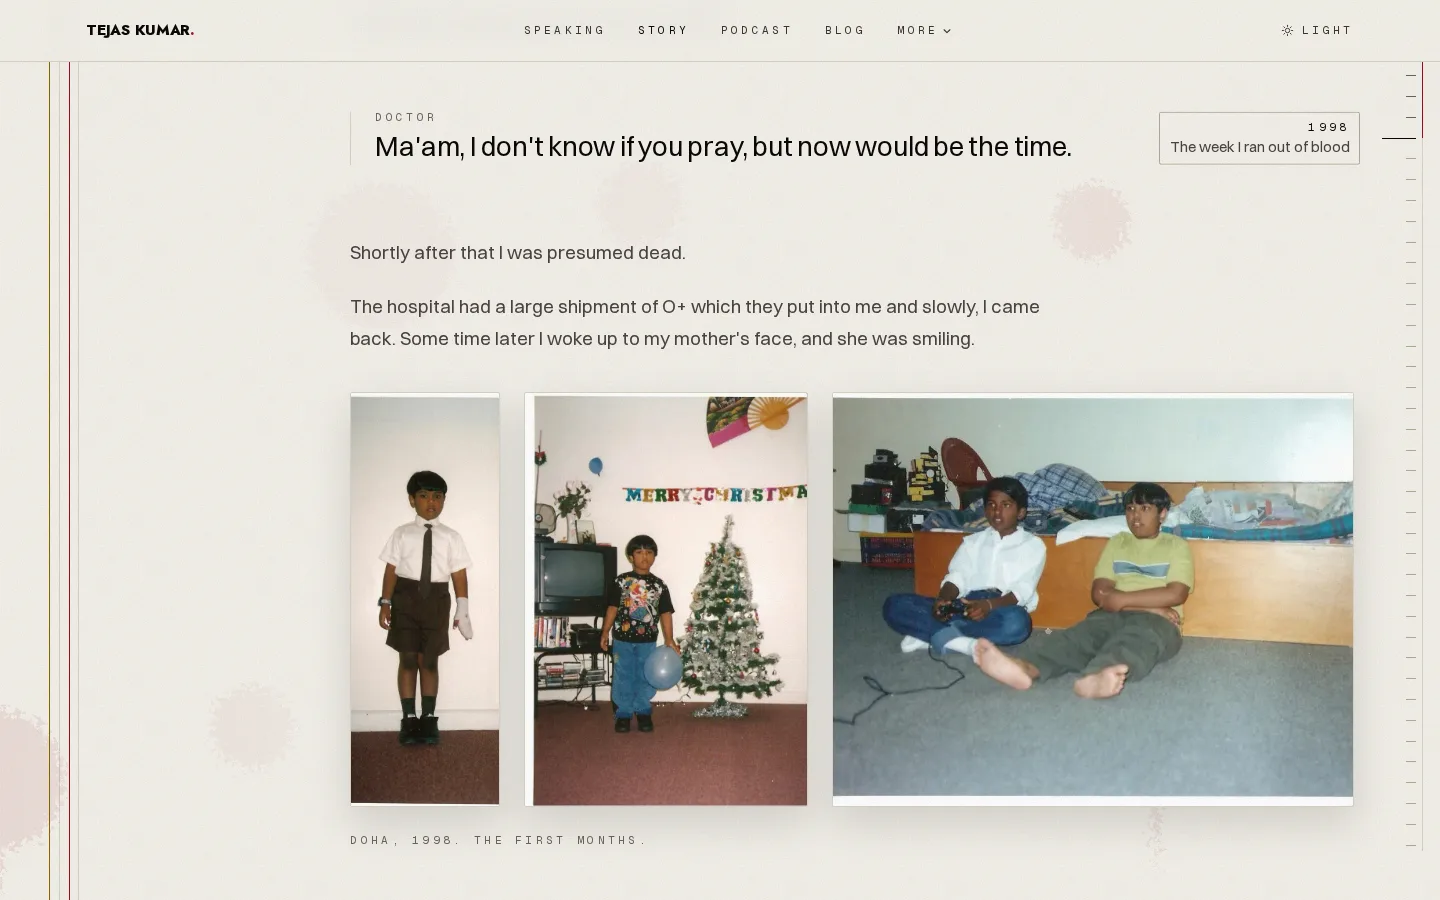 TEJAS KUMAR.
SPEAKING
STORY
PODCAST
BLOG
MORE
LIGHT
DOCTOR
Ma'am, I don't know if you pray, but now would be the time.
1998
The week I ran out of blood
Shortly after that I was presumed dead.
The hospital had a large shipment of O+ which they put into me and slowly, I came
back. Some time later I woke up to my mother's face, and she was smiling.
MERRY CHRISTMA
DOHA, 1998. THE FIRST MONTHS.